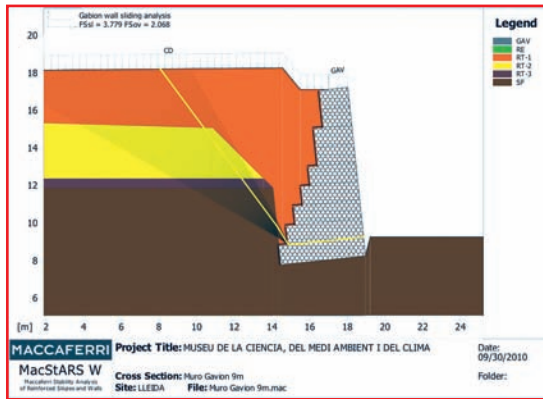 Gabion wall sliding analysis
FSsl = 3.779 FSov = 2.068
Legend
GAV
RE
RT-1
RT-2
RT-3
SF
CD
GAV
20
18
16
14
12
10
8
6
[m] 2 4 6 8 10 12 14 16 18 20 22 24
MACCAFERRI
MacStARS W
Maccaferri Stability Analysis
of Reinforced Slopes and Walls
Project Title: MUSEU DE LA CIENCIA, DEL MEDI AMBIENT I DEL CLIMA
Cross Section: Muro Gavion 9m
Site: LLEIDA File: Muro Gavion 9m.mac
Date:
09/30/2010
Folder: